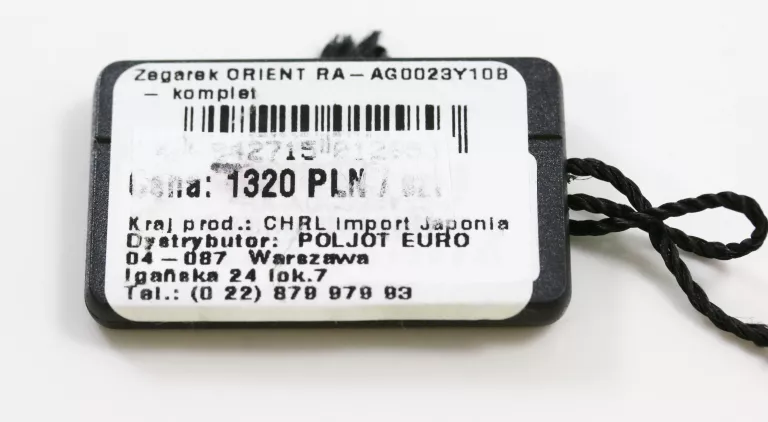 Zegarek ORIENT RA-AG0023Y10B
- komplet
Cena: 1320 PLN /
Kraj prod.: CHRL import Japonia
Dystrybutor: POLJOT EURO
04-087 Warszawa
Igańska 24 lok.7
Tel.: (0 22) 879 979 93